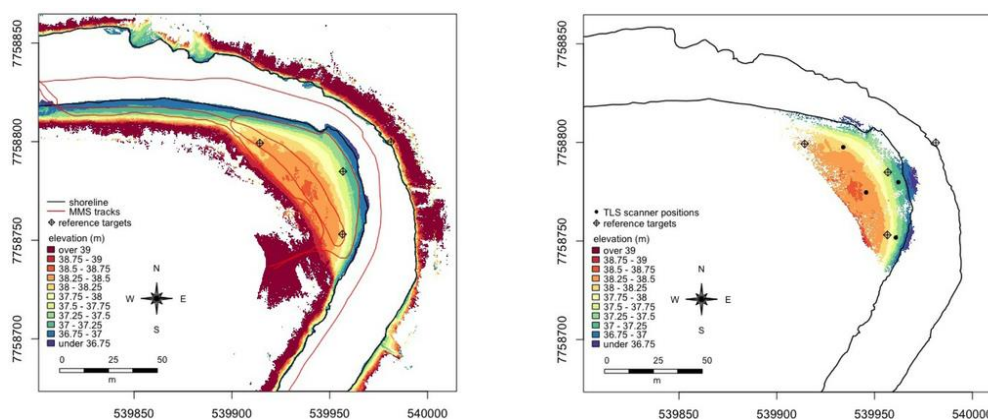 7758850
7758800
7758750
7758700
shoreline
MMS tracks
reference targets
elevation (m)
over 39
38.75 - 39
38.5 - 38.75
38.25 - 38.5
38 - 38.25
37.75 - 38
37.5 - 37.75
37.25 - 37.5
37 - 37.25
36.75 - 37
under 36.75
N
W E
S
0 50
m
539850 539900 539950 540000
7758850
7758800
7758750
7758700
TLS scanner positions
reference targets
elevation (m)
over 39
38.75 - 39
38.5 - 38.75
38.25 - 38.5
38 - 38.25
37.75 - 38
37.5 - 37.75
37.25 - 37.5
37 - 37.25
36.75 - 37
under 36.75
N
W E
S
0 50
m
539850 539900 539950 540000